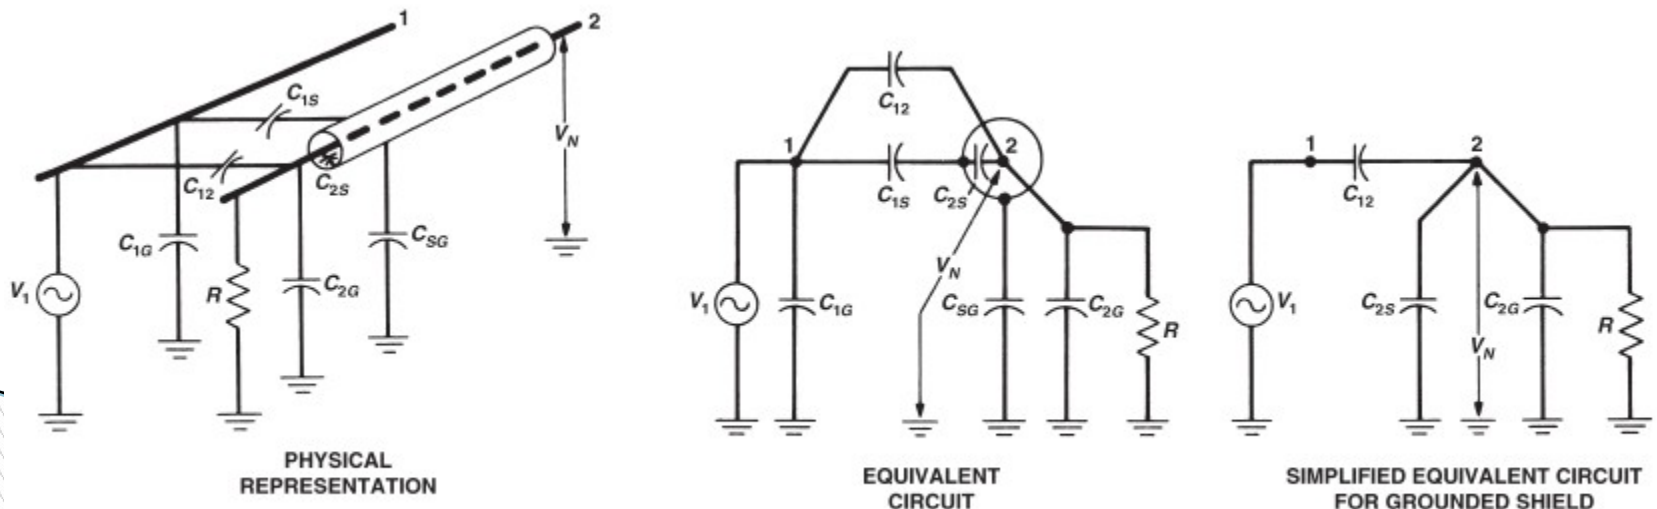 1
2
C1S
VN
C12
C2S
C1G
CSG
V1
R
C2G
PHYSICAL
REPRESENTATION
C12
1
2
C1S
C2S
VN
V1
C1G
CSG
C2G
R
EQUIVALENT
CIRCUIT
1
2
C12
V1
C2S
C2G
VN
R
SIMPLIFIED EQUIVALENT CIRCUIT
FOR GROUNDED SHIELD